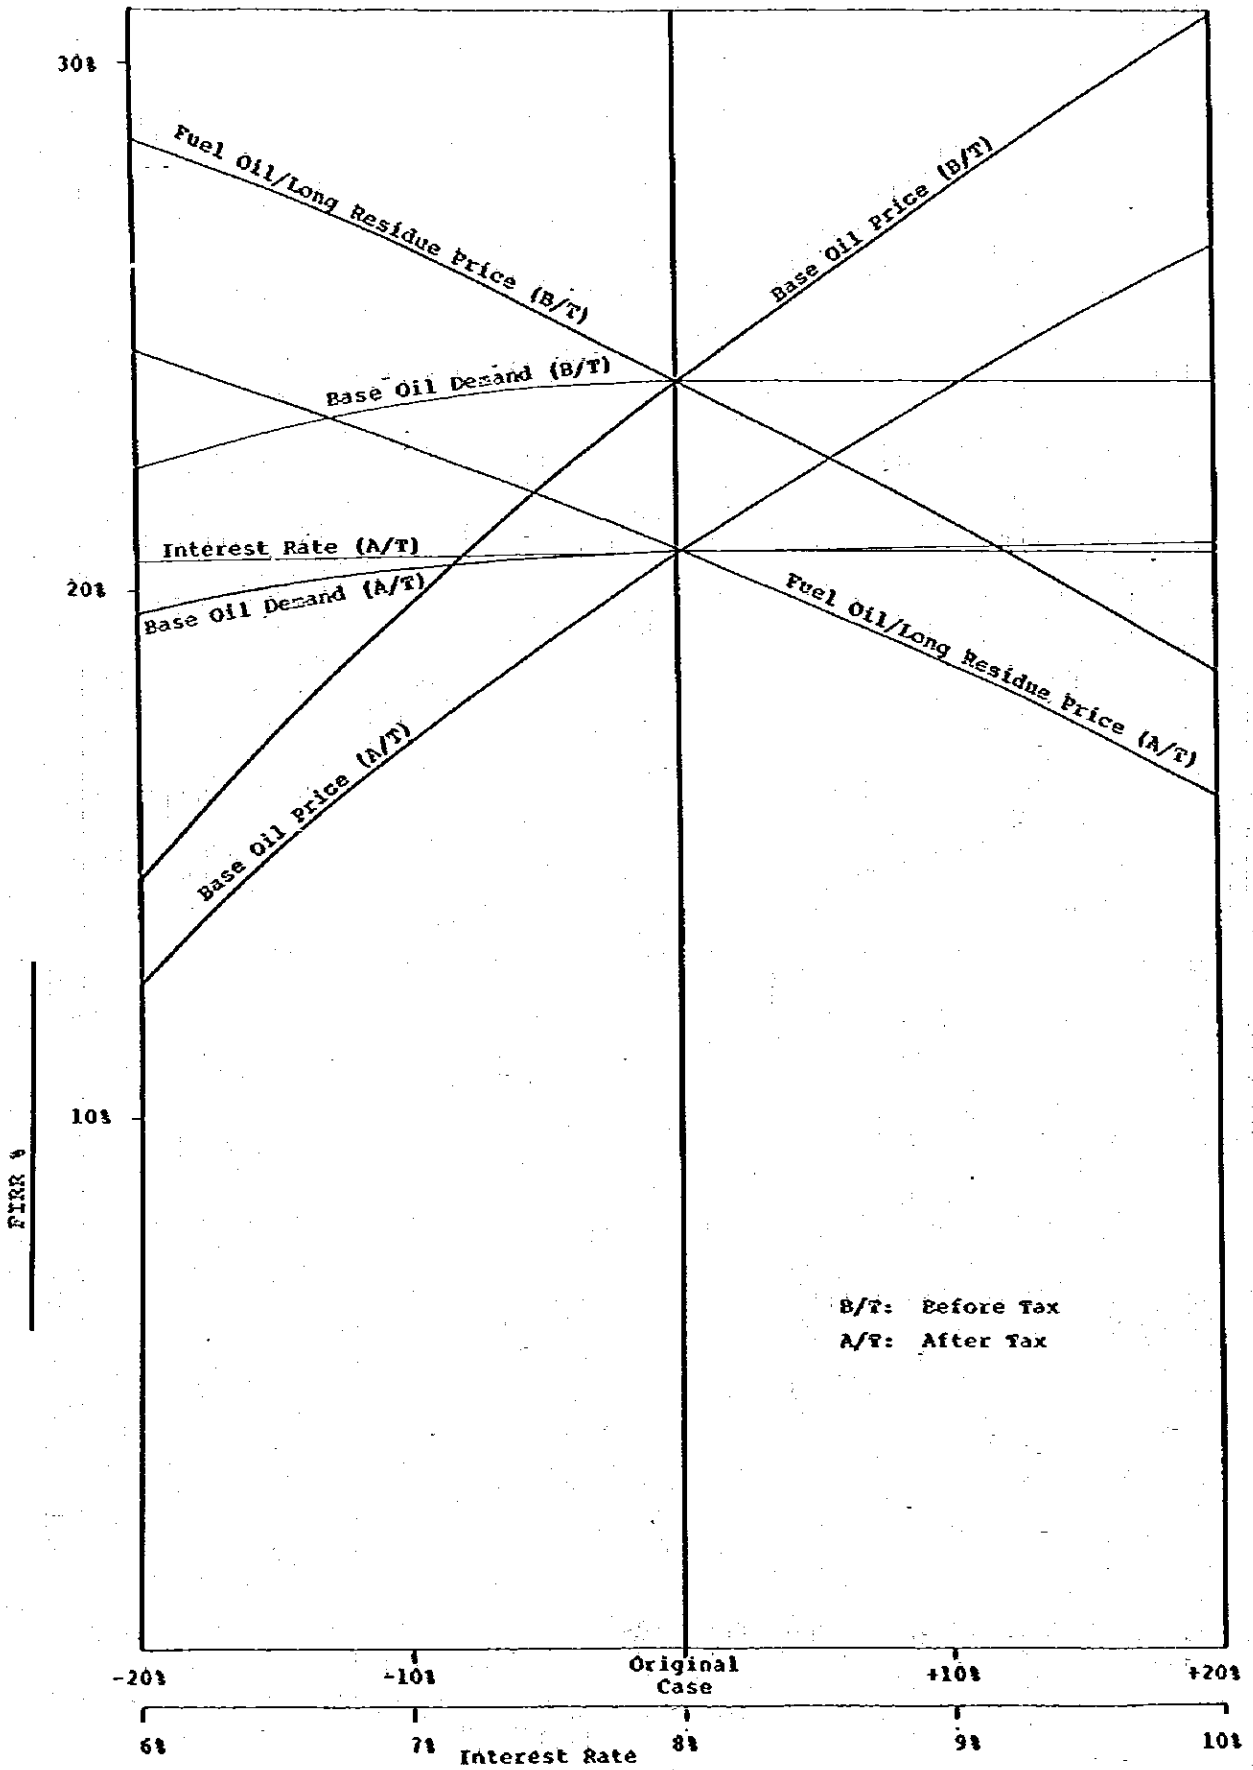 30%
Fuel Oil/Long Residue Price (B/T)
Base Oil Price (B/T)
Base Oil Demand (B/T)
Interest Rate (A/T)
20%
Base Oil Demand (A/T)
Fuel Oil/Long Residue Price (A/T)
Base Oil Price (A/T)
10%
FIRR %
B/T: Before Tax
A/T: After Tax
-20% -10% Original Case +10% +20%
6% 7% 8% 9% 10%
Interest Rate